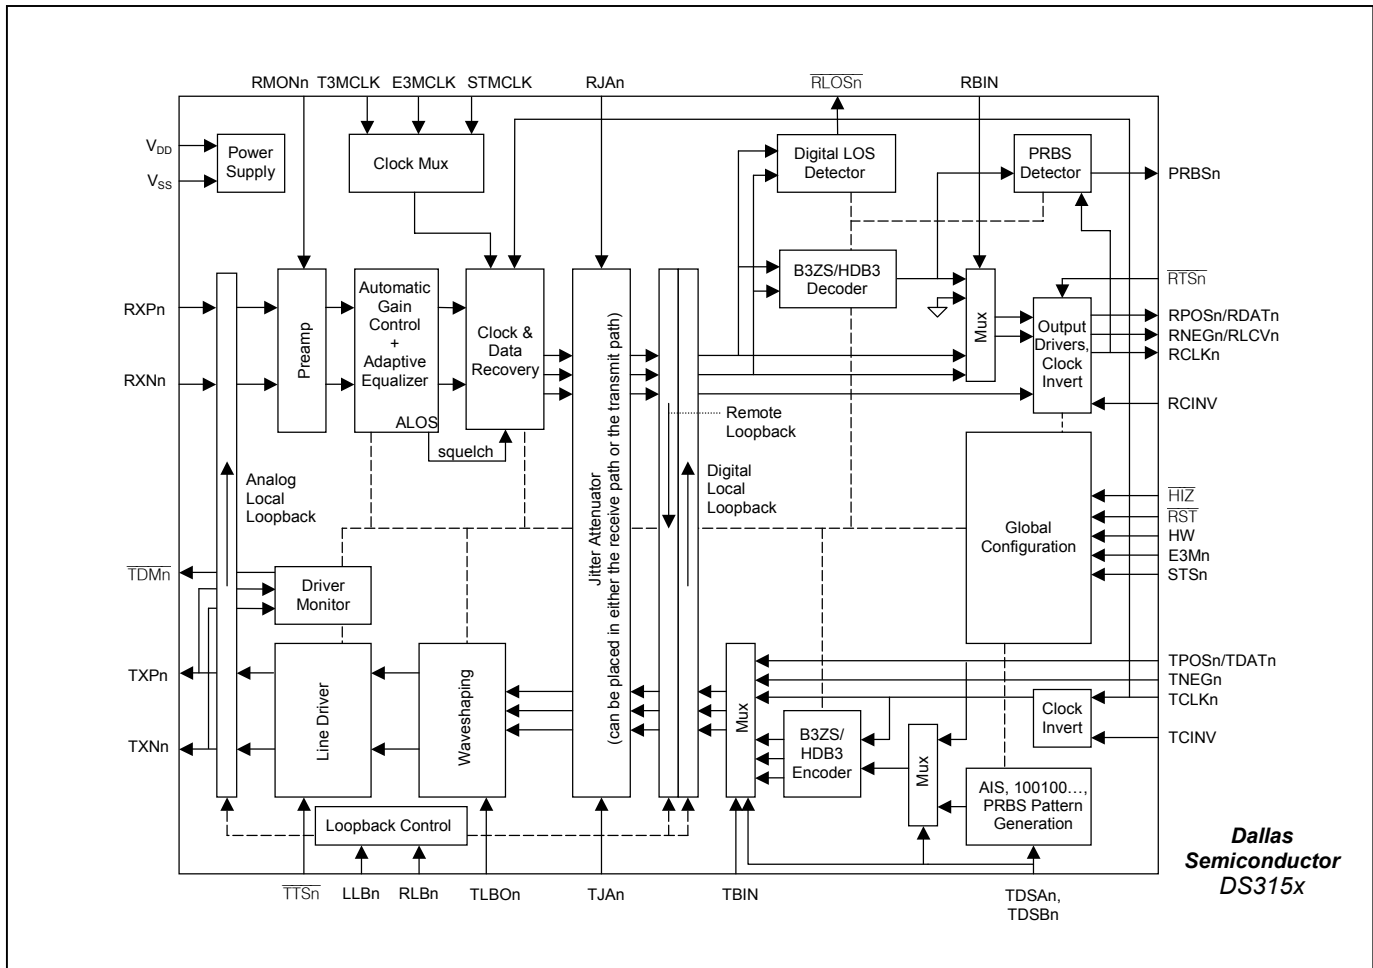 RMONn T3MCLK E3MCLK STMCLK RJAn RLOSn RBIN
VDD
VSS
Power
Supply
Clock Mux
Digital LOS
Detector
PRBS
Detector
PRBSn
B3ZS/HDB3
Decoder
RTSn
RXPn
RXNn
Preamp
Automatic
Gain
Control
+
Adaptive
Equalizer
ALOS
squelch
Clock &
Data
Recovery
Mux
Output
Drivers,
Clock
Invert
RPOSn/RDATn
RNEGn/RLCVn
RCLKn
RCINV
Remote
Loopback
Analog
Local
Loopback
Digital
Local
Loopback
Jitter Attenuator
(can be placed in either the receive path or the transmit path)
Global
Configuration
HIZ
RST
HW
E3Mn
STSn
TDMn
Driver
Monitor
TXPn
TXNn
Line Driver
Waveshaping
Mux
B3ZS/
HDB3
Encoder
Mux
Clock
Invert
TPOSn/TDATn
TNEGn
TCLKn
TCINV
AIS, 100100...,
PRBS Pattern
Generation
Loopback Control
TTSn LLBn RLBn TLBOn TJAn TBIN TDSAn,
TDSBn
Dallas
Semiconductor
DS315x